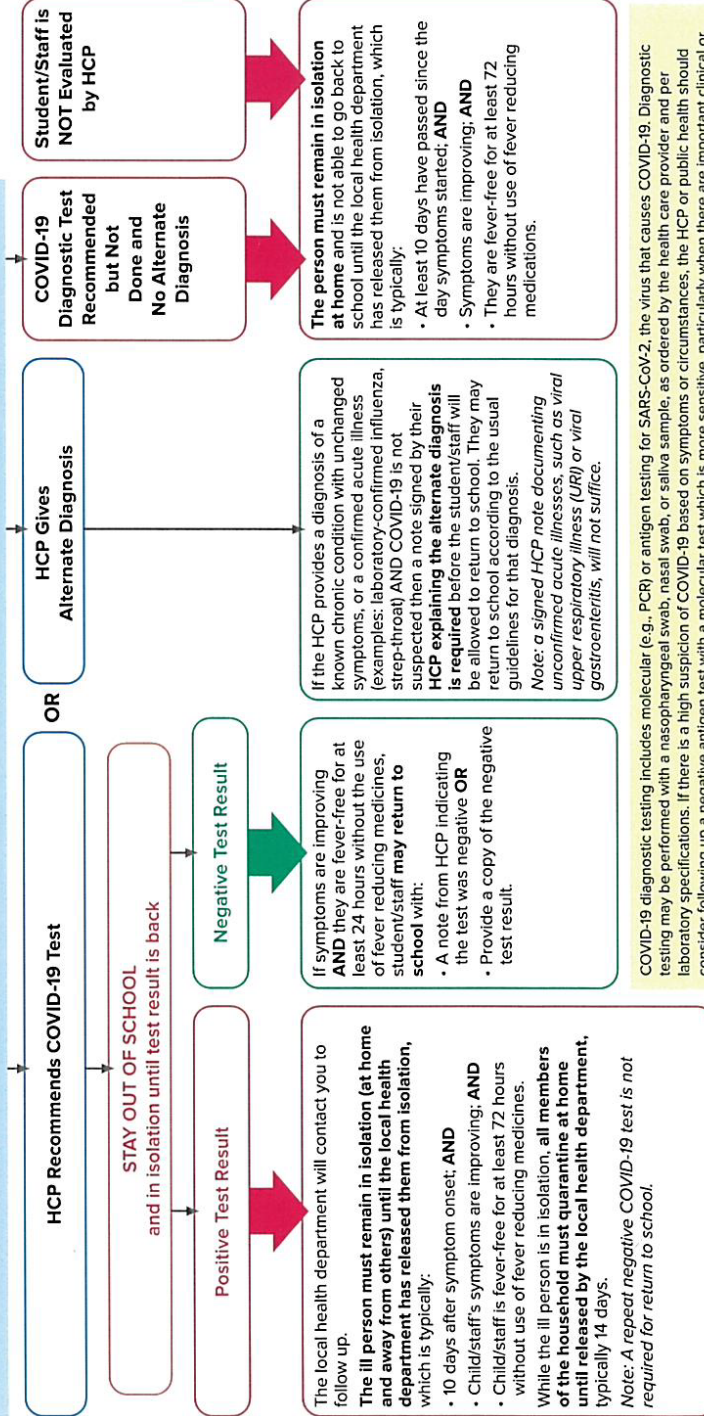 HCP Recommends COVID-19 Test
OR
HCP Gives
Alternate Diagnosis
COVID-19
Diagnostic Test
Recommended
but Not
Done and
No Alternate
Diagnosis
Student/Staff is
NOT Evaluated
by HCP
STAY OUT OF SCHOOL
and in isolation until test result is back
Positive Test Result
Negative Test Result
The local health department will contact you to
follow up.
The ill person must remain in isolation (at home
and away from others) until the local health
department has released them from isolation,
which is typically:
• 10 days after symptom onset; AND
• Child/staff's symptoms are improving; AND
• Child/staff is fever-free for at least 72 hours
without use of fever reducing medicines.
While the ill person is in isolation, all members
of the household must quarantine at home
until released by the local health department,
typically 14 days.
Note: A repeat negative COVID-19 test is not
required for return to school.
If symptoms are improving
AND they are fever-free for at
least 24 hours without the use
of fever reducing medicines,
student/staff may return to
school with:
• A note from HCP indicating
the test was negative OR
• Provide a copy of the negative
test result.
If the HCP provides a diagnosis of a
known chronic condition with unchanged
symptoms, or a confirmed acute illness
(examples: laboratory-confirmed influenza,
strep-throat) AND COVID-19 is not
suspected then a note signed by their
HCP explaining the alternate diagnosis
is required before the student/staff will
be allowed to return to school. They may
return to school according to the usual
guidelines for that diagnosis.
Note: a signed HCP note documenting
unconfirmed acute illnesses, such as viral
upper respiratory illness (URI) or viral
gastroenteritis, will not suffice.
The person must remain in isolation
at home and is not able to go back to
school until the local health department
has released them from isolation, which
is typically:
• At least 10 days have passed since the
day symptoms started; AND
• Symptoms are improving; AND
• They are fever-free for at least 72
hours without use of fever reducing
medications.
COVID-19 diagnostic testing includes molecular (e.g., PCR) or antigen testing for SARS-CoV-2, the virus that causes COVID-19. Diagnostic
testing may be performed with a nasopharyngeal swab, nasal swab, or saliva sample, as ordered by the health care provider and per
laboratory specifications. If there is a high suspicion of COVID-19 based on symptoms or circumstances, the HCP or public health should
consider following up a negative antigen test with a molecular test which is more sensitive, particularly when there are important clinical or